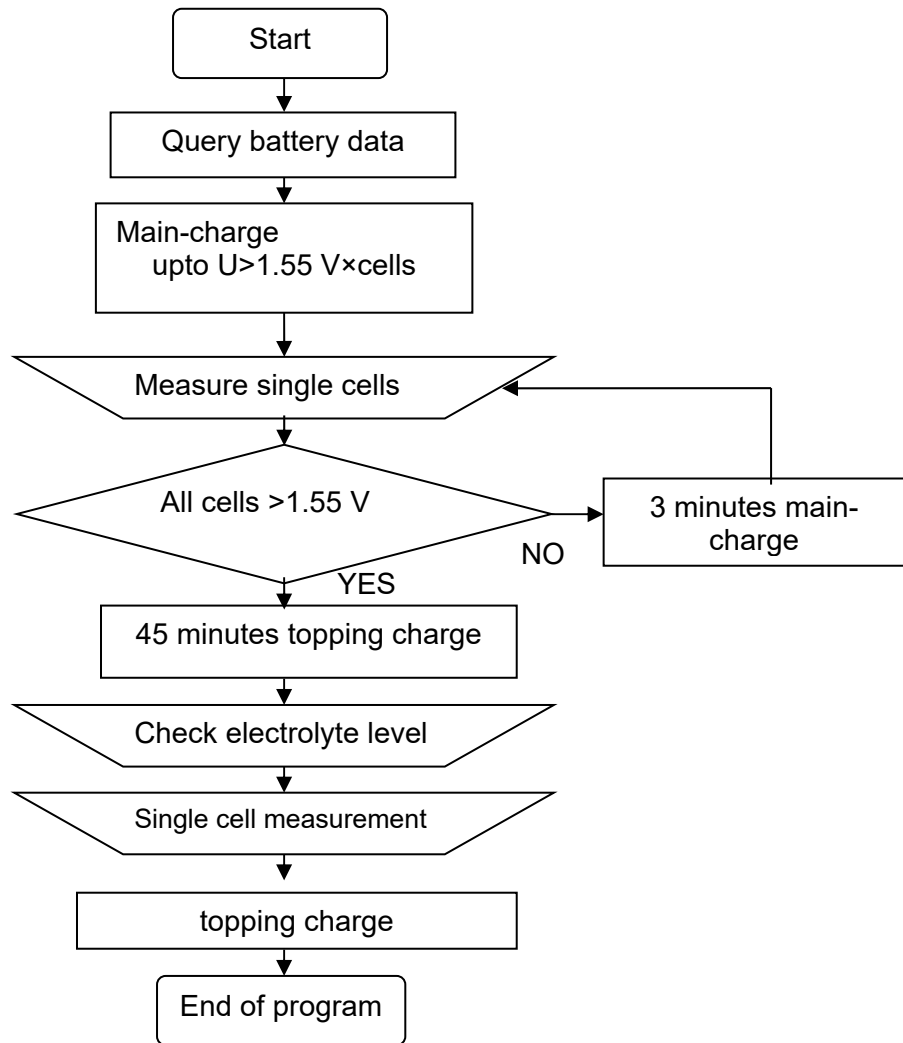 Start
Query battery data
Main-charge
upto U>1.55 V×cells
Measure single cells
All cells >1.55 V
3 minutes main-
charge
NO
YES
45 minutes topping charge
Check electrolyte level
Single cell measurement
topping charge
End of program